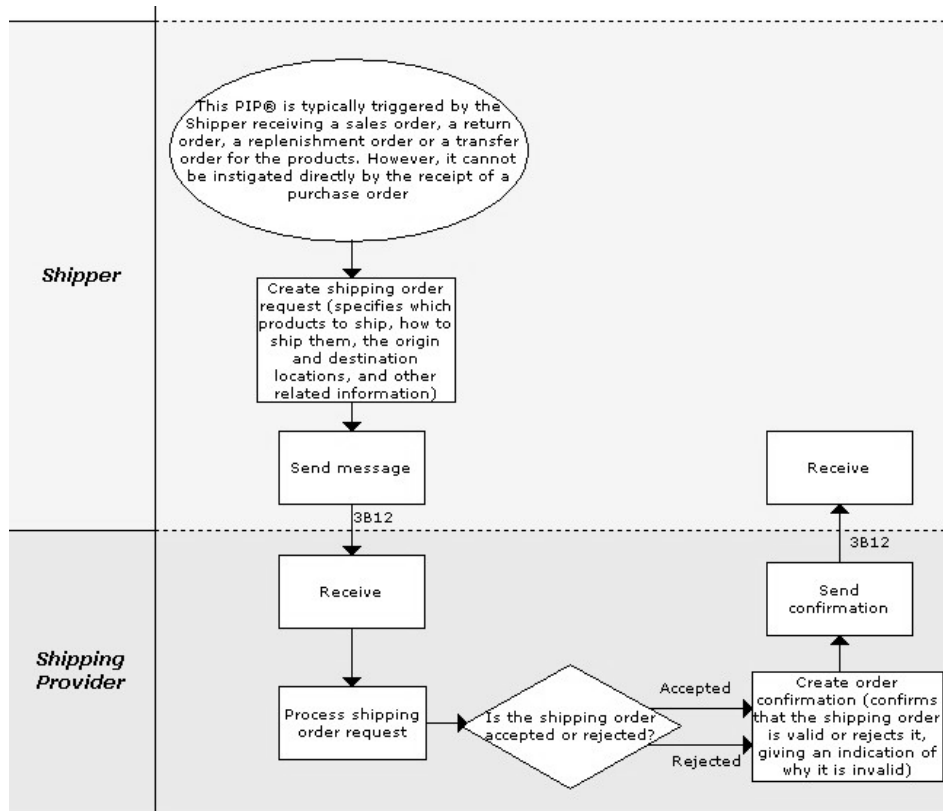 This PIP® is typically triggered by the
Shipper receiving a sales order, a return
order, a replenishment order or a transfer
order for the products. However, it cannot
be instigated directly by the receipt of a
purchase order
Shipper
Create shipping order
request (specifies which
products to ship, how to
ship them, the origin
and destination
locations, and other
related information)
Send message
Receive
3B12
3B12
Receive
Send
confirmation
Shipping
Provider
Process shipping
order request
Is the shipping order
accepted or rejected?
Accepted
Rejected
Create order
confirmation (confirms
that the shipping order
is valid or rejects it,
giving an indication of
why it is invalid)